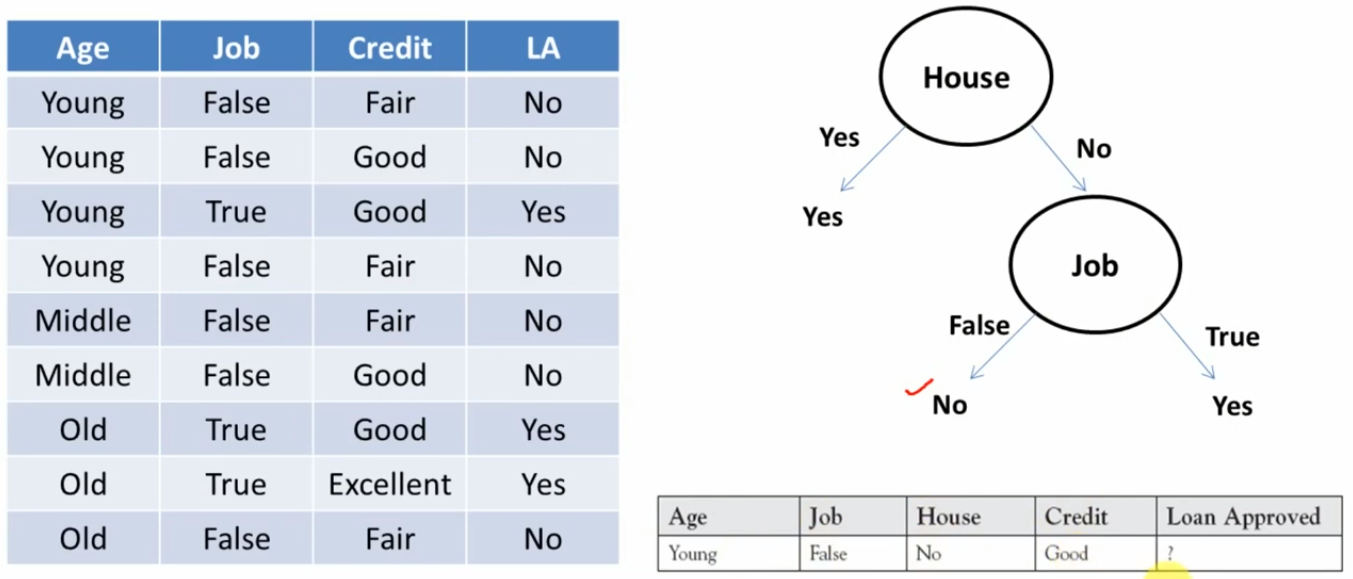 Age Job Credit LA
Young False Fair No
Young False Good No
Young True Good Yes
Young False Fair No
Middle False Fair No
Middle False Good No
Old True Good Yes
Old True Excellent Yes
Old False Fair No
House
Yes
No
Yes
Job
False
True
No
Yes
Age Job House Credit Loan Approved
Young False No Good ?